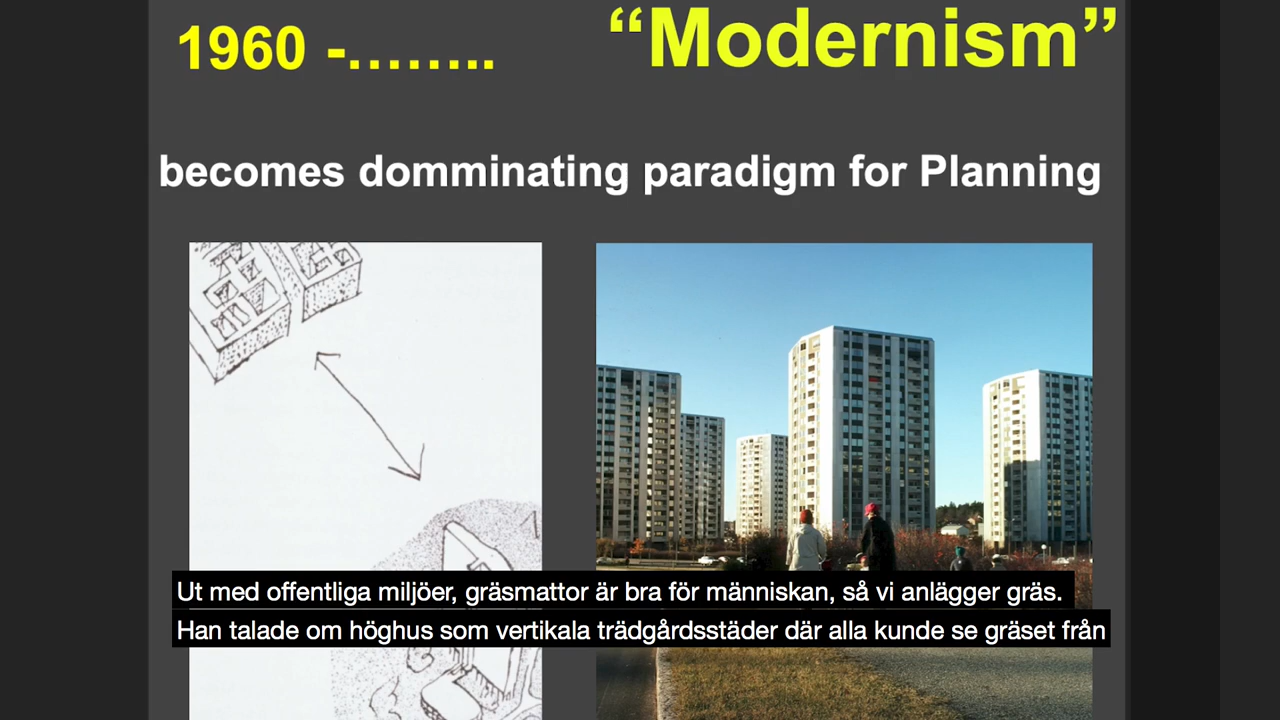 1960 -........ “Modernism”
becomes domminating paradigm for Planning
Ut med offentliga miljöer, gräsmattor är bra för människan, så vi anlägger gräs.
Han talade om höghus som vertikala trädgårdsstäder där alla kunde se gräset från